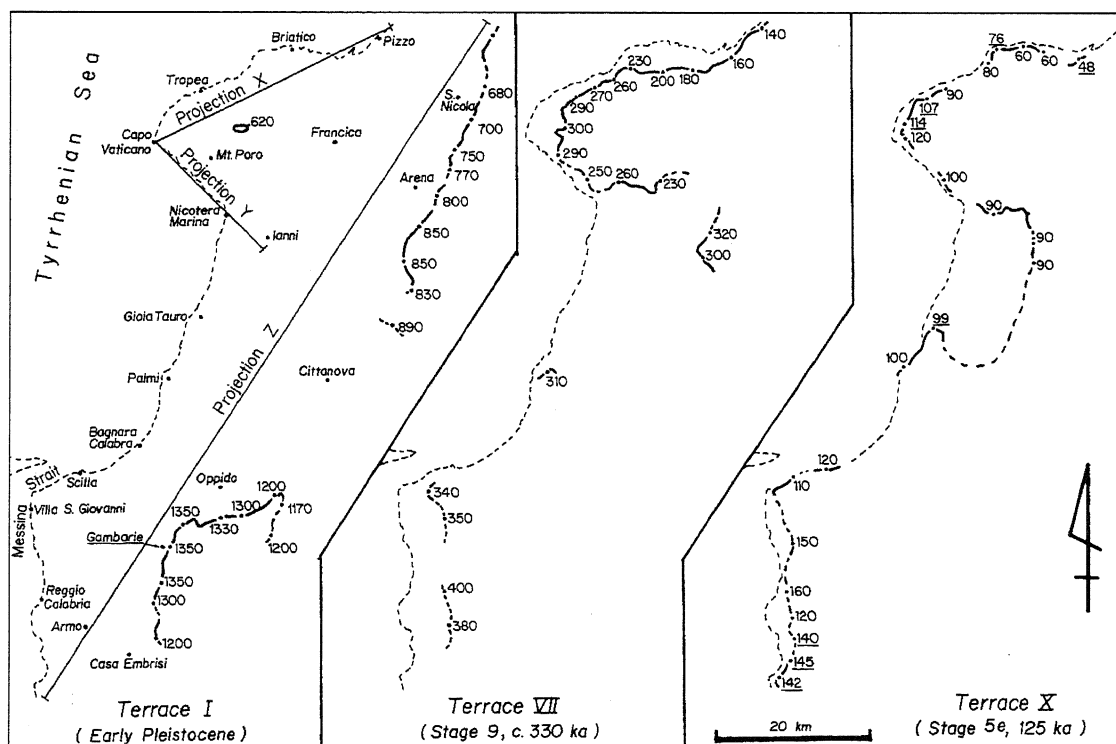 Tyrrhenian Sea
Briatico
Pizzo
Tropea
Projection X
620
Capo
Vaticano
Francica
Mt. Poro
Projection Y
Nicotera
Marina
Ianni
Gioia Tauro
Projection Z
Palmi
Cittanova
Bagnara
Calabra
Strait
Messina
Scilla
Villa S. Giovanni
Oppido
Gambarie
Reggio
Calabria
Armo
Casa Embrisi
S.
Nicola
Arena
680
700
750
770
800
850
850
830
890
1200
1170
1200
1300
1330
1350
1350
1350
1300
1200
Terrace I
( Early Pleistocene )
140
160
180
200
230
260
270
290
300
290
250
260
230
320
300
310
340
350
400
380
Terrace VII
( Stage 9, c. 330 ka )
76
80
60
60
48
90
107
114
120
100
90
90
90
99
100
120
110
150
160
120
140
145
142
Terrace X
( Stage 5e, 125 ka )
20 km